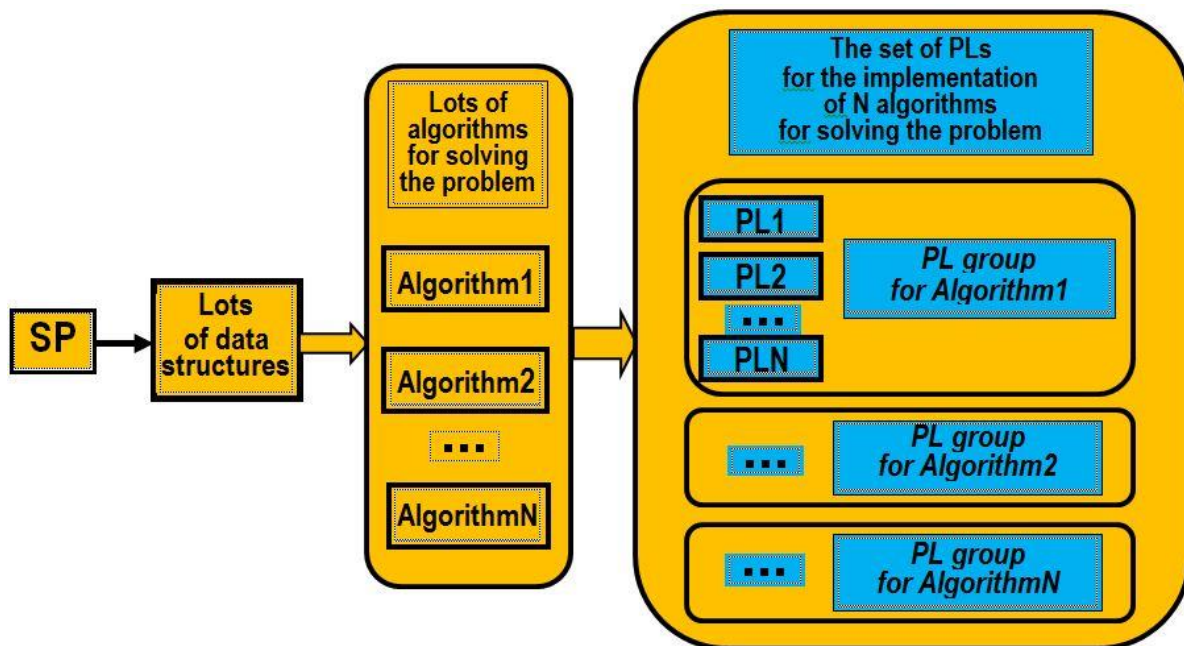 SP
Lots
of data
structures
Lots of
algorithms
for solving
the problem
Algorithm1
Algorithm2
...
AlgorithmN
The set of PLs
for the implementation
of N algorithms
for solving the problem
PL1
PL2
...
PLN
PL group
for Algorithm1
...
PL group
for Algorithm2
...
PL group
for AlgorithmN